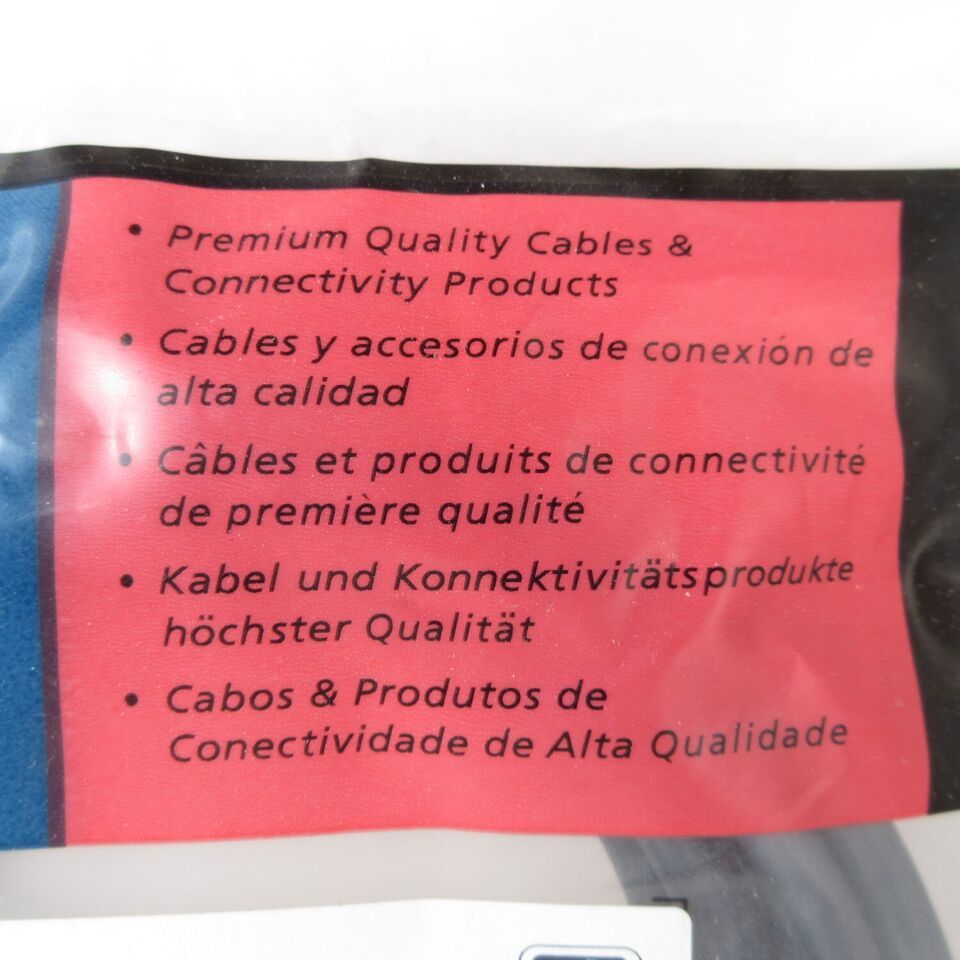 • Premium Quality Cables &
Connectivity Products
• Cables y accesorios de conexión de
alta calidad
• Câbles et produits de connectivité
de première qualité
• Kabel und Konnektivitätsprodukte
höchster Qualität
• Cabos & Produtos de
Conectividade de Alta Qualidade